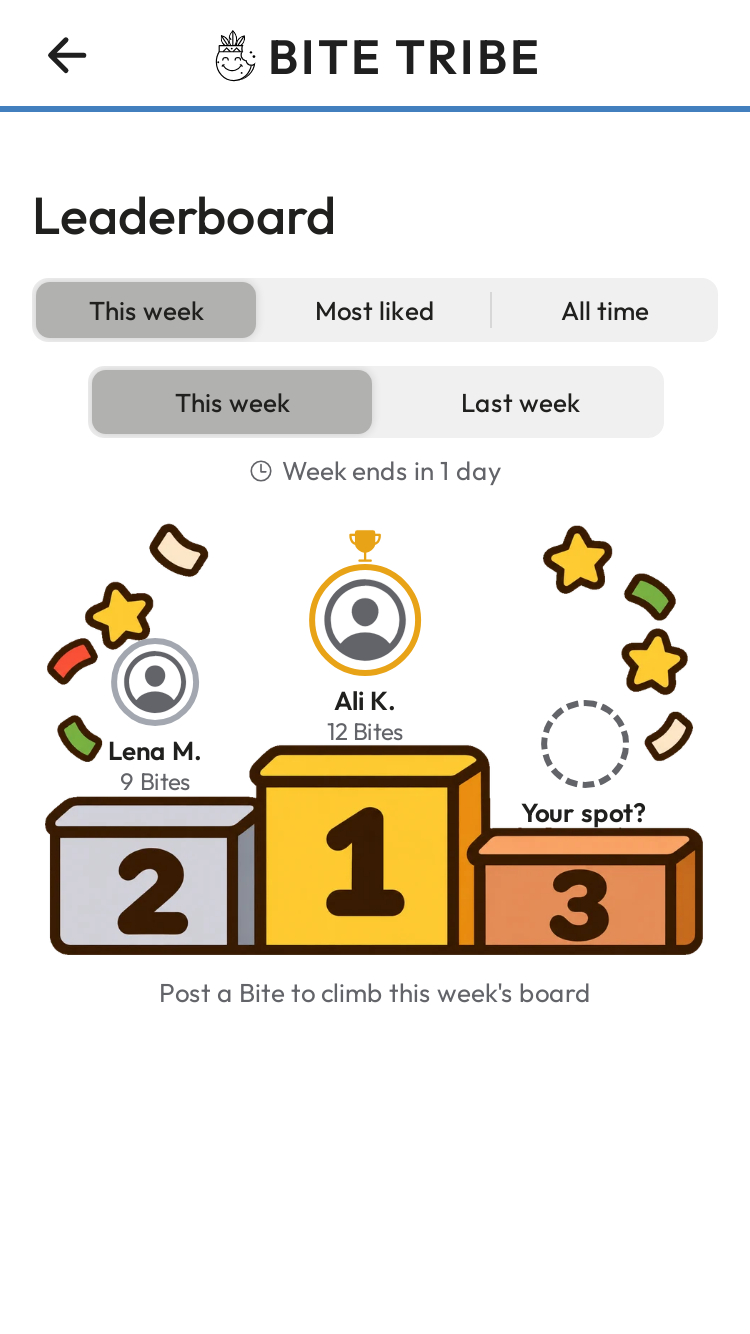 BITE TRIBE
Leaderboard
This week
Most liked
All time
This week
Last week
Week ends in 1 day
Ali K.
12 Bites
Lena M.
9 Bites
Your spot?
2
1
3
Post a Bite to climb this week's board